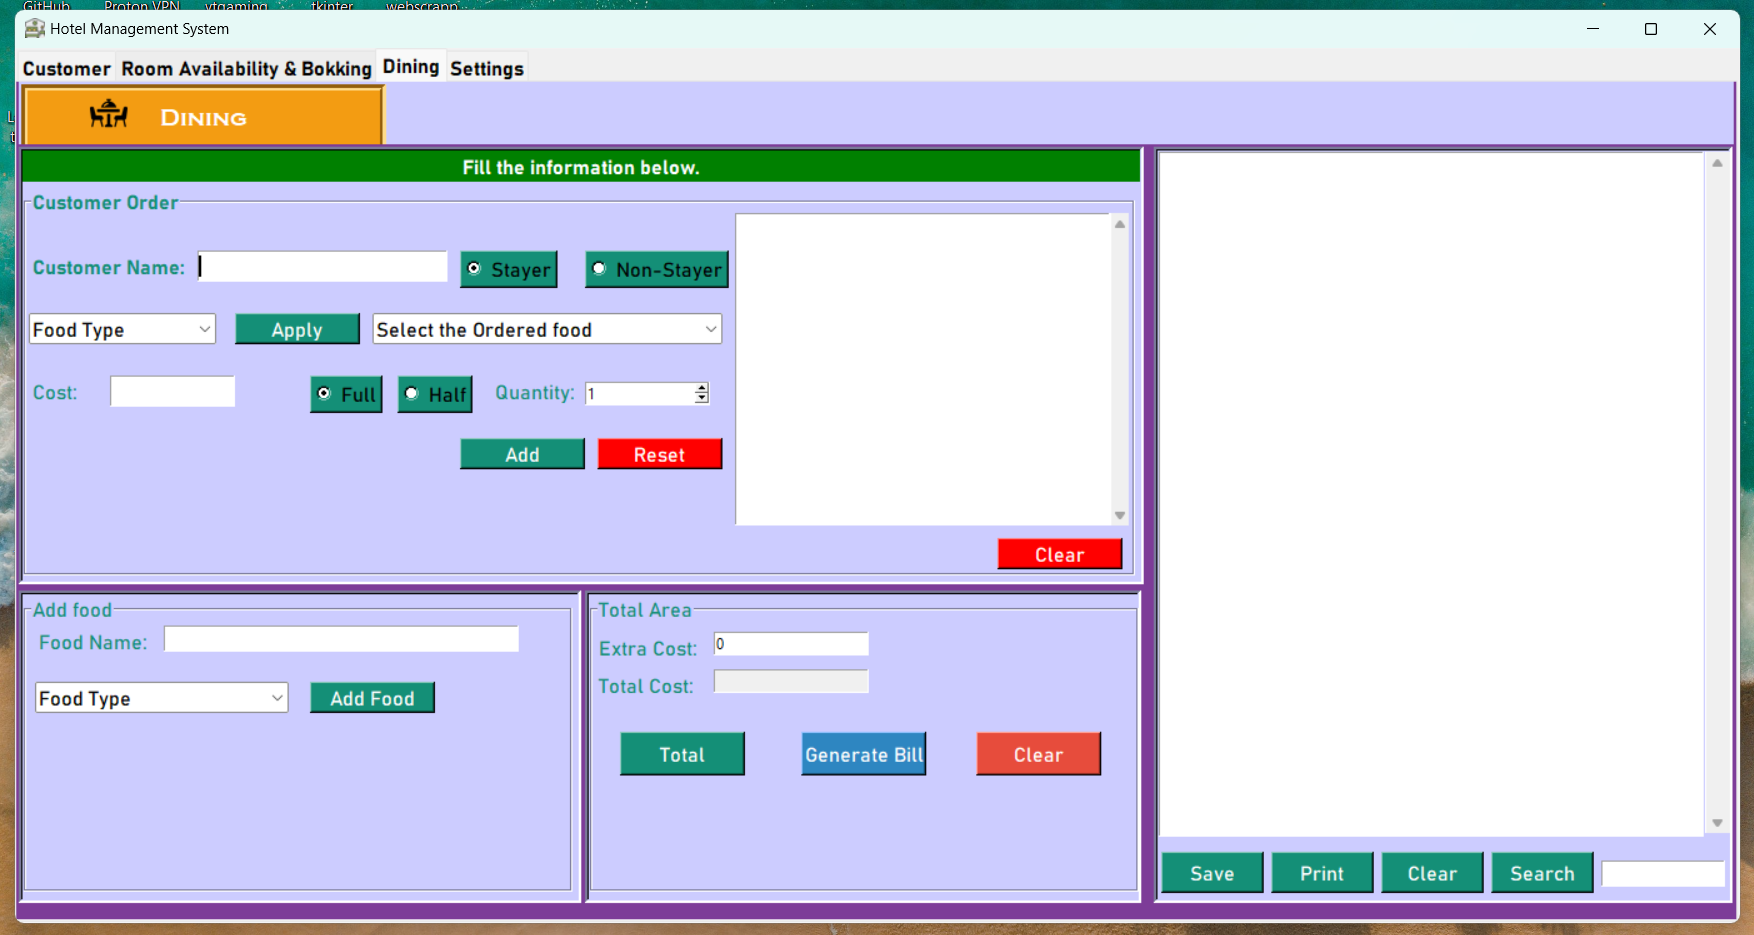 GitHub Proton VPN ytgaming tkinter webscrapp
Hotel Management System
Customer Room Availability & Bokking Dining Settings
DINING
Fill the information below.
Customer Order
Customer Name: Stayer Non-Stayer
Food Type Apply Select the Ordered food
Cost: Full Half Quantity: 1
Add Reset
Clear
Add food
Food Name:
Food Type Add Food
Total Area
Extra Cost: 0
Total Cost:
Total Generate Bill Clear
Save Print Clear Search